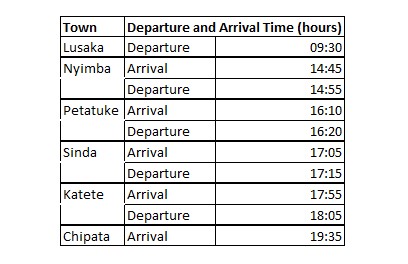 Town Departure and Arrival Time (hours)
Lusaka Departure 09:30
Nyimba Arrival 14:45
Departure 14:55
Petatuke Arrival 16:10
Departure 16:20
Sinda Arrival 17:05
Departure 17:15
Katete Arrival 17:55
Departure 18:05
Chipata Arrival 19:35